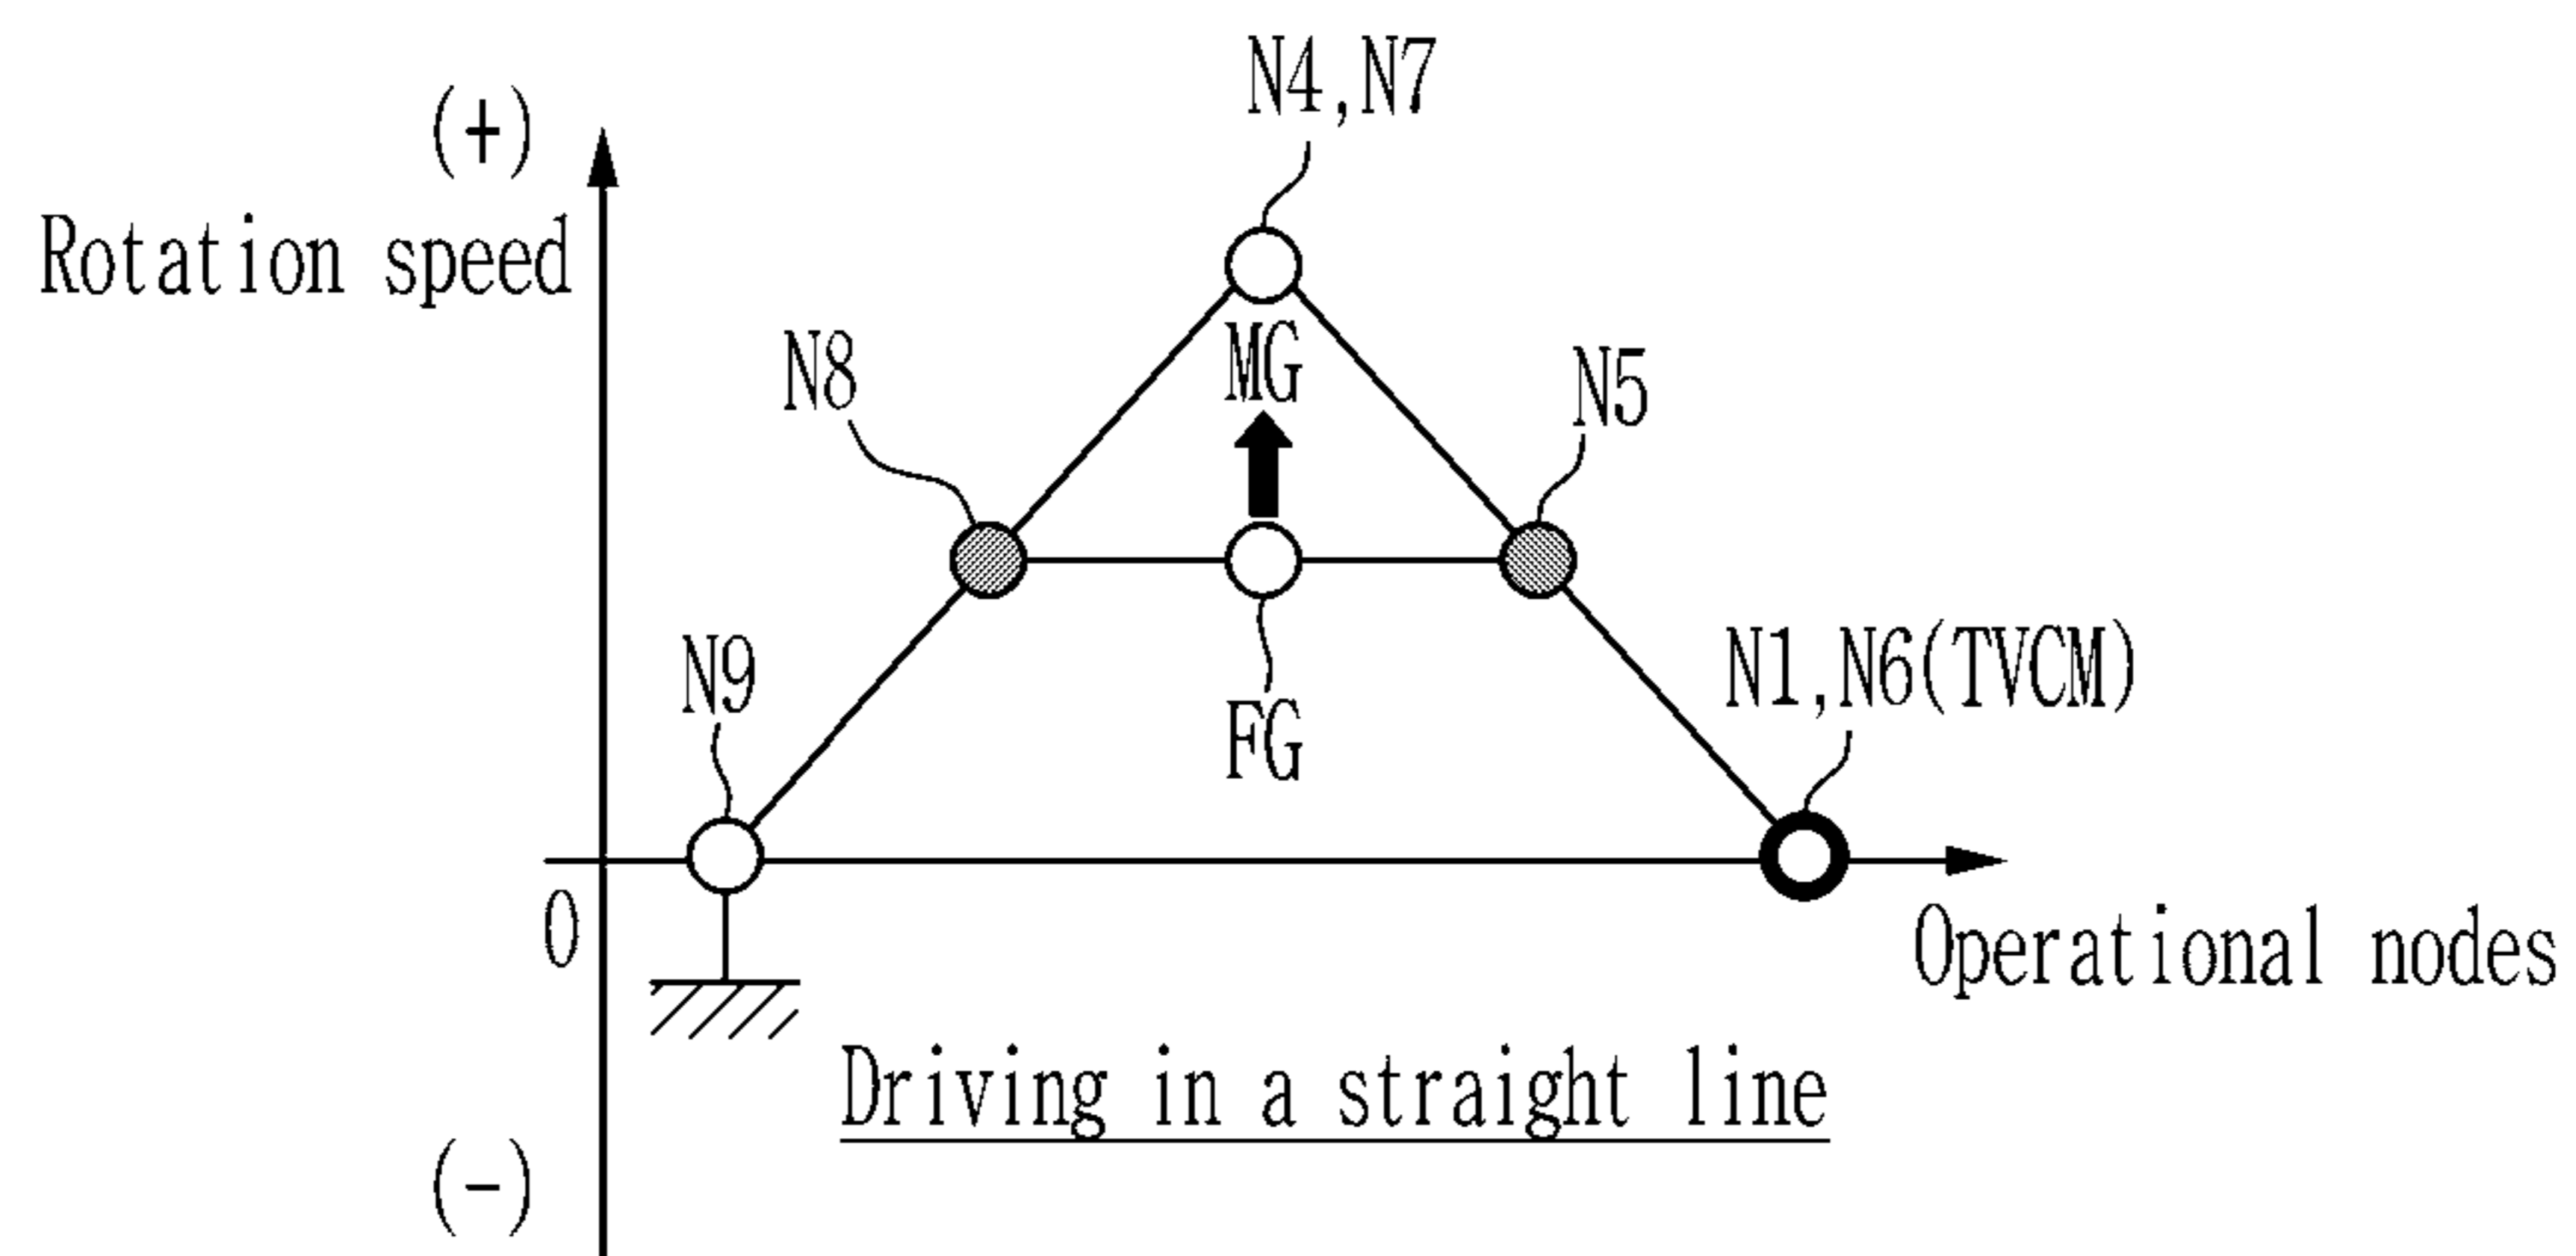 N4,N7
(+)
Rotation speed
MG
N8
N5
N9
FG
N1,N6(TVCM)
0
Operational nodes
Driving in a straight line
(-)